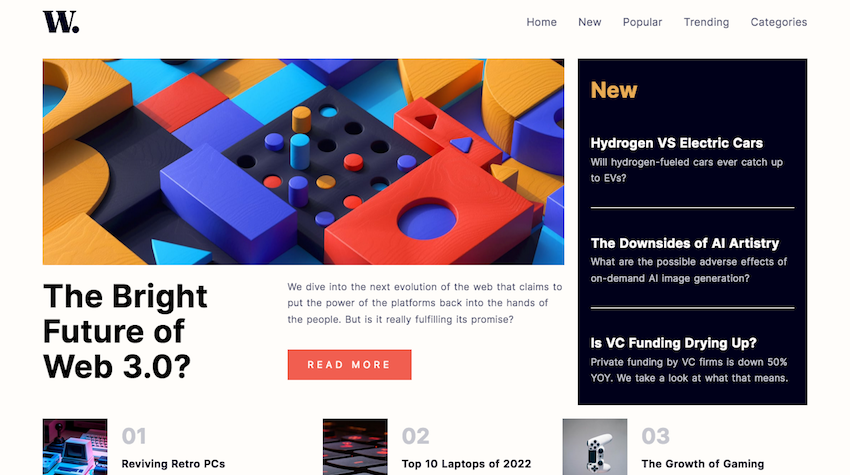 W.
Home New Popular Trending Categories
New
Hydrogen VS Electric Cars
Will hydrogen-fueled cars ever catch up
to EVs?
The Downsides of AI Artistry
What are the possible adverse effects of
on-demand AI image generation?
Is VC Funding Drying Up?
Private funding by VC firms is down 50%
YOY. We take a look at what that means.
The Bright
Future of
Web 3.0?
We dive into the next evolution of the web that claims to
put the power of the platforms back into the hands of
the people. But is it really fulfilling its promise?
READ MORE
01
Reviving Retro PCs
02
Top 10 Laptops of 2022
03
The Growth of Gaming